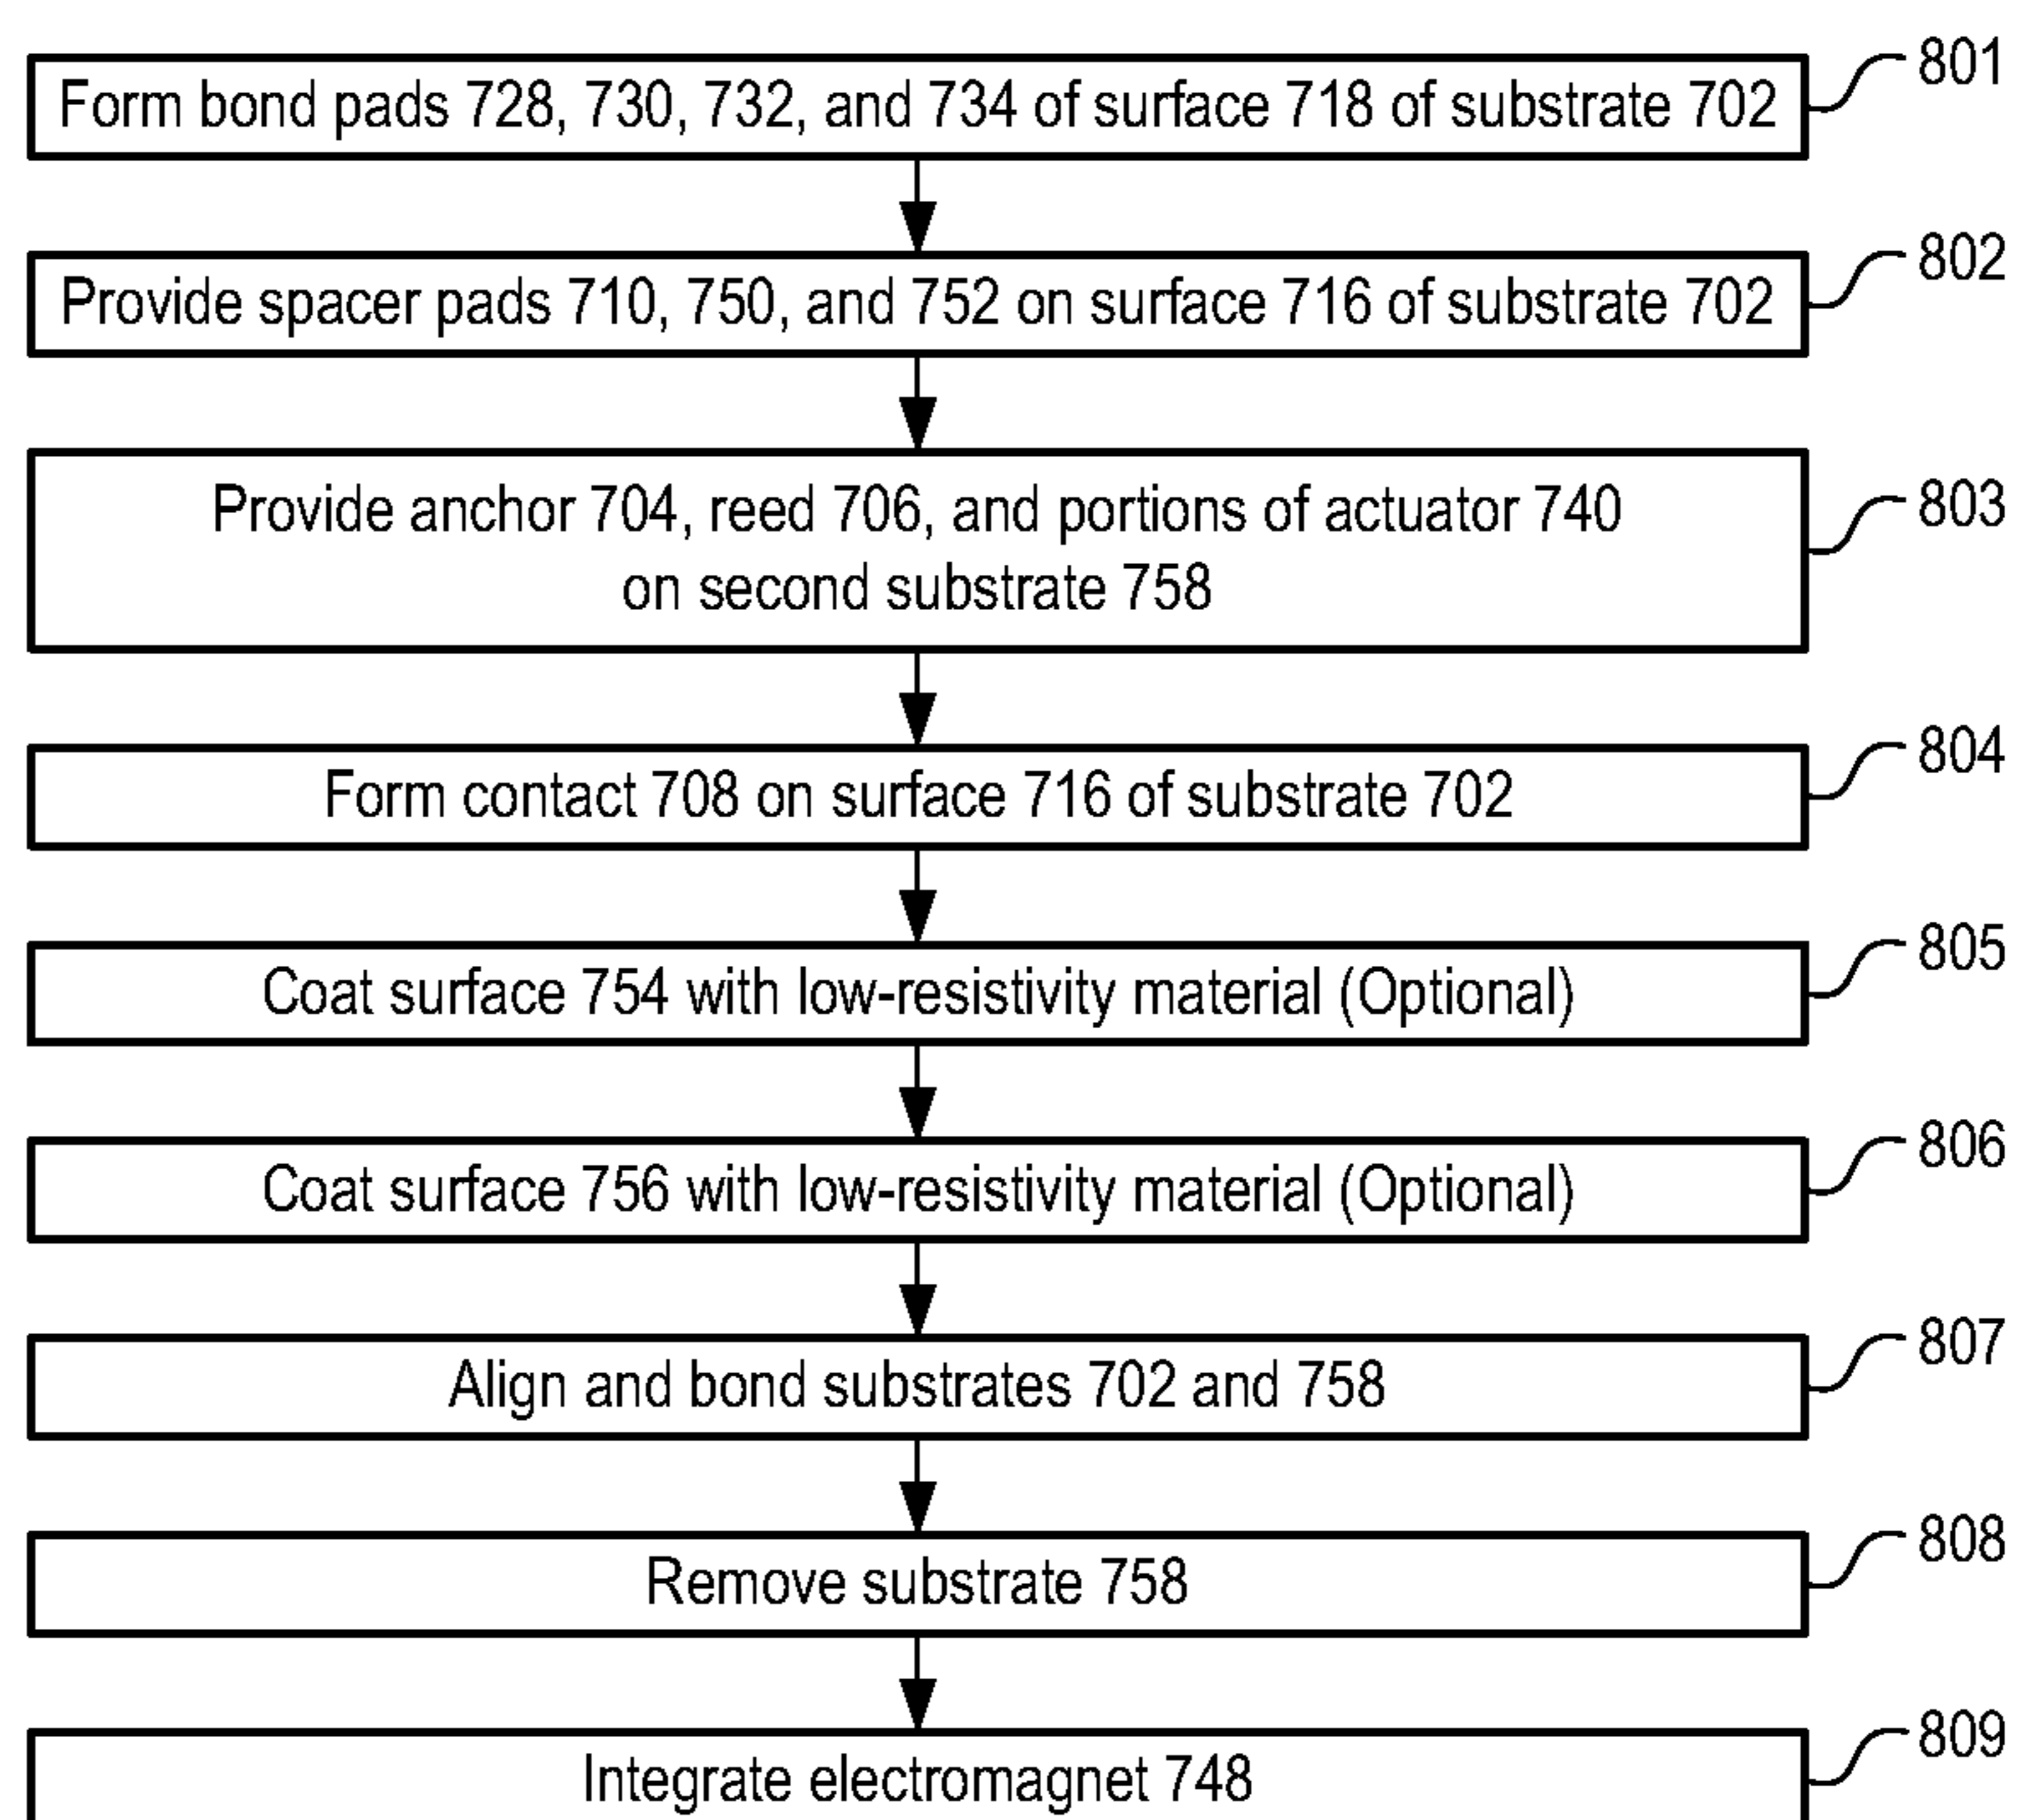 801
Form bond pads 728, 730, 732, and 734 of surface 718 of substrate 702
802
Provide spacer pads 710, 750, and 752 on surface 716 of substrate 702
803
Provide anchor 704, reed 706, and portions of actuator 740
on second substrate 758
804
Form contact 708 on surface 716 of substrate 702
805
Coat surface 754 with low-resistivity material (Optional)
806
Coat surface 756 with low-resistivity material (Optional)
807
Align and bond substrates 702 and 758
808
Remove substrate 758
809
Integrate electromagnet 748